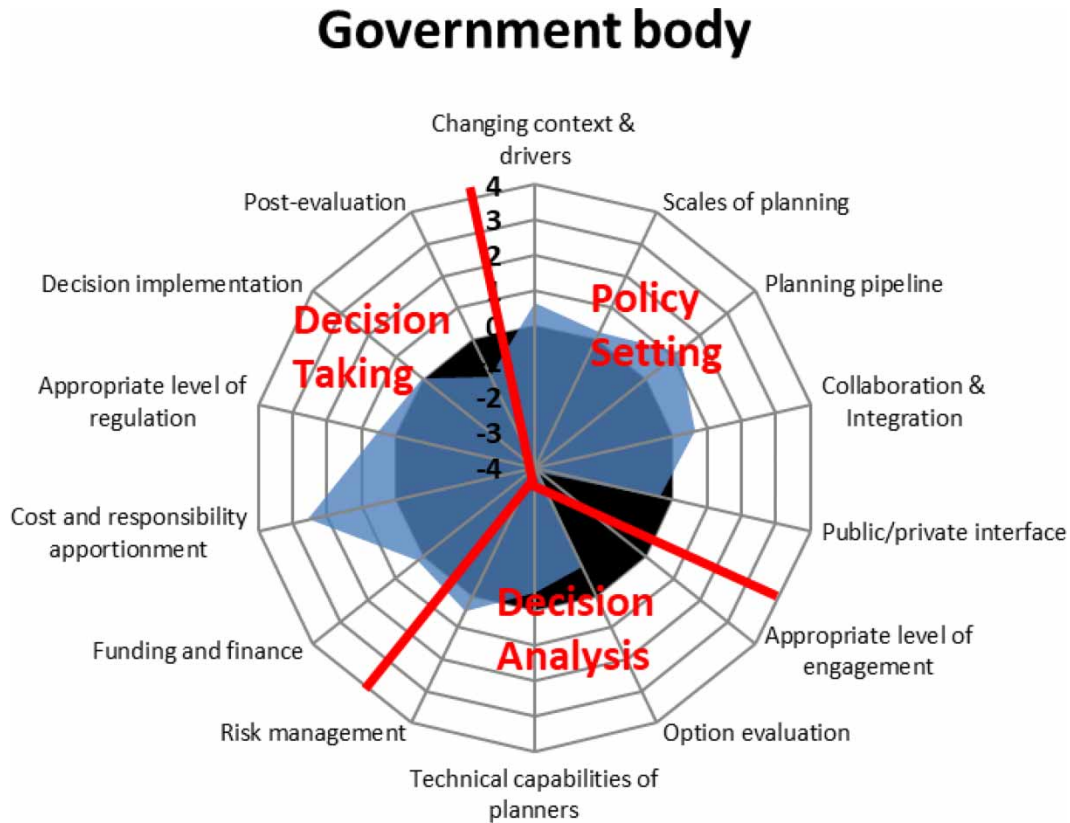 Government body
Changing context &
drivers
Post-evaluation
Scales of planning
Decision implementation
Planning pipeline
Appropriate level of
regulation
Collaboration &
Integration
Cost and responsibility
apportionment
Public/private interface
Funding and finance
Appropriate level of
engagement
Risk management
Option evaluation
Technical capabilities of
planners
4
3
2
1
0
-1
-2
-3
-4
Decision
Taking
Policy
Setting
Decision
Analysis